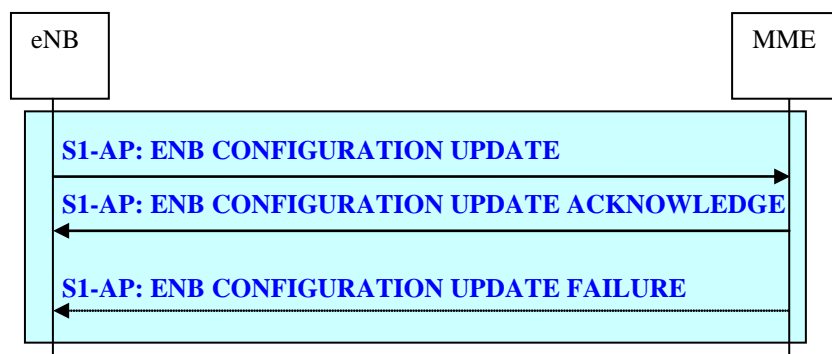 eNB
MME
S1-AP: ENB CONFIGURATION UPDATE
S1-AP: ENB CONFIGURATION UPDATE ACKNOWLEDGE
S1-AP: ENB CONFIGURATION UPDATE FAILURE